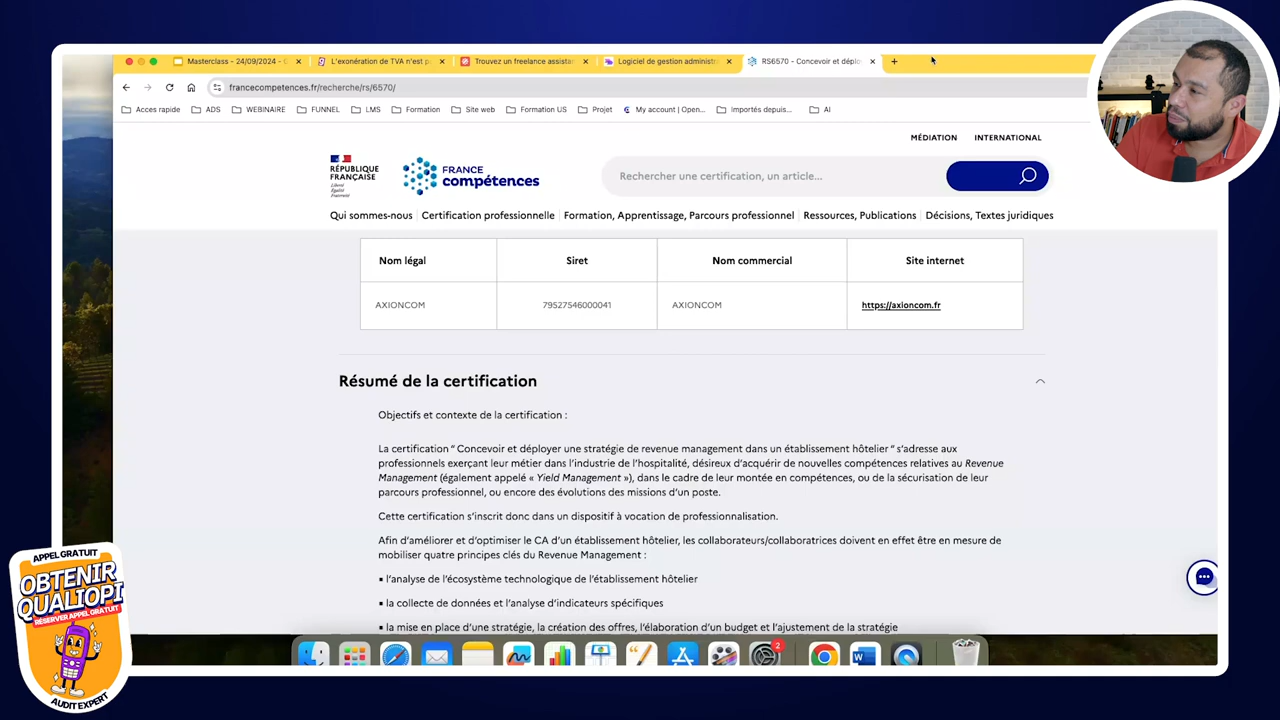 Masterclass - 24/09/2024 - G
L'exonération de TVA n'est pa
Trouvez un freelance assistan
Logiciel de gestion administra
RS6570 - Concevoir et déplo
francecompetences.fr/recherche/rs/6570/
Acces rapide
ADS
WEBINAIRE
FUNNEL
LMS
Formation
Site web
Formation US
Projet
My account | Open...
Importés depuis...
AI
MÉDIATION
INTERNATIONAL
RÉPUBLIQUE
FRANÇAISE
Liberté
Égalité
Fraternité
FRANCE
compétences
Rechercher une certification, un article...
Qui sommes-nous
Certification professionnelle
Formation, Apprentissage, Parcours professionnel
Ressources, Publications
Décisions, Textes juridiques
Nom légal
Siret
Nom commercial
Site internet
AXIONCOM
79527546000041
AXIONCOM
https://axioncom.fr
Résumé de la certification
Objectifs et contexte de la certification :
La certification “ Concevoir et déployer une stratégie de revenue management dans un établissement hôtelier “ s’adresse aux
professionnels exerçant leur métier dans l’industrie de l’hospitalité, désireux d’acquérir de nouvelles compétences relatives au Revenue
Management (également appelé « Yield Management »), dans le cadre de leur montée en compétences, ou de la sécurisation de leur
parcours professionnel, ou encore des évolutions des missions d’un poste.
Cette certification s’inscrit donc dans un dispositif à vocation de professionnalisation.
Afin d’améliorer et d’optimiser le CA d’un établissement hôtelier, les collaborateurs/collaboratrices doivent en effet être en mesure de
mobiliser quatre principes clés du Revenue Management :
▪ l’analyse de l’écosystème technologique de l’établissement hôtelier
▪ la collecte de données et l’analyse d’indicateurs spécifiques
▪ la mise en place d’une stratégie, la création des offres, l’élaboration d’un budget et l’ajustement de la stratégie
2
APPEL GRATUIT
OBTENIR
QUALIOPI
RÉSERVER APPEL GRATUIT
AUDIT EXPERT